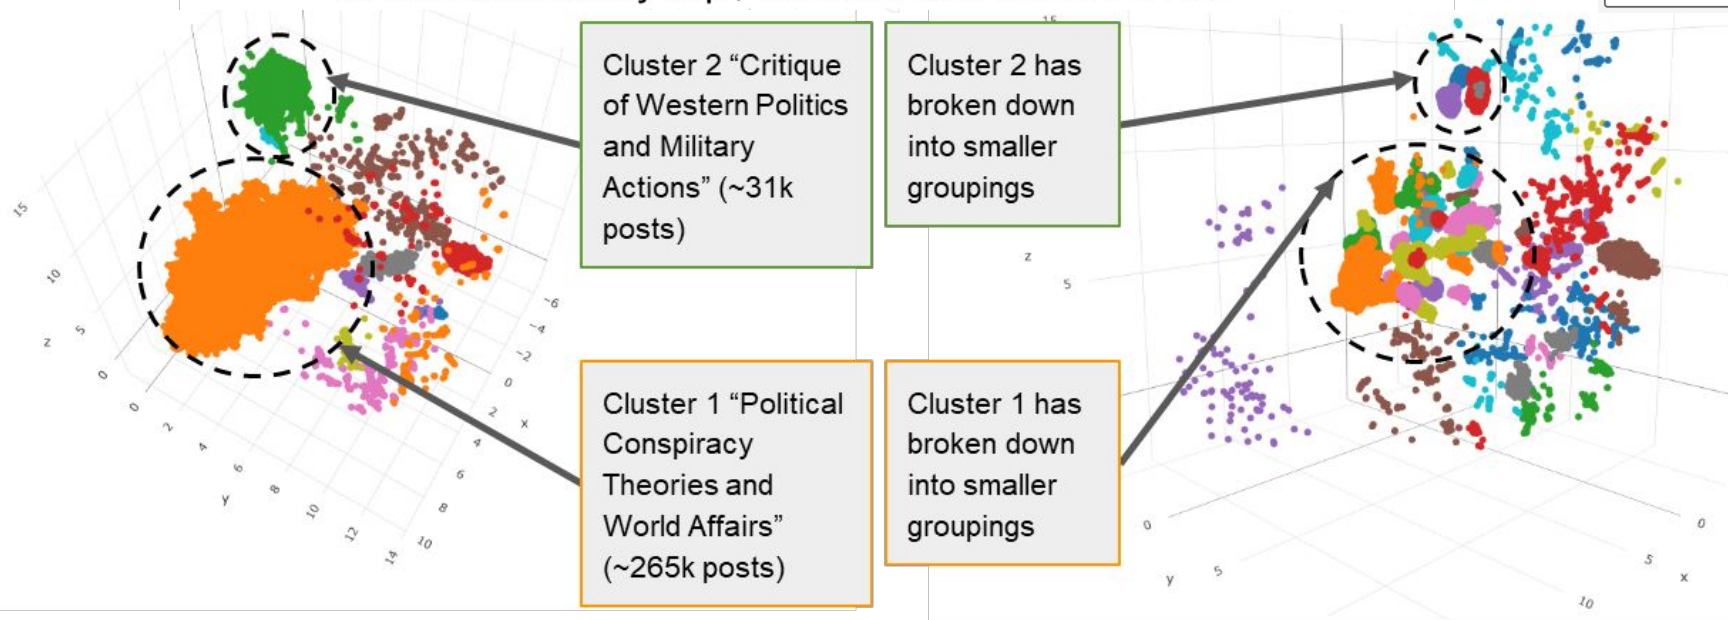 Cluster 2 “Critique
of Western Politics
and Military
Actions” (~31k
posts)
Cluster 2 has
broken down
into smaller
groupings
Cluster 1 “Political
Conspiracy
Theories and
World Affairs”
(~265k posts)
Cluster 1 has
broken down
into smaller
groupings
15
10
5
z
0
0
2
4
6
8
10
12
14
y
-6
-4
-2
0
2
4
6
8
10
x
15
z
5
0
y
5
0
5
x
10